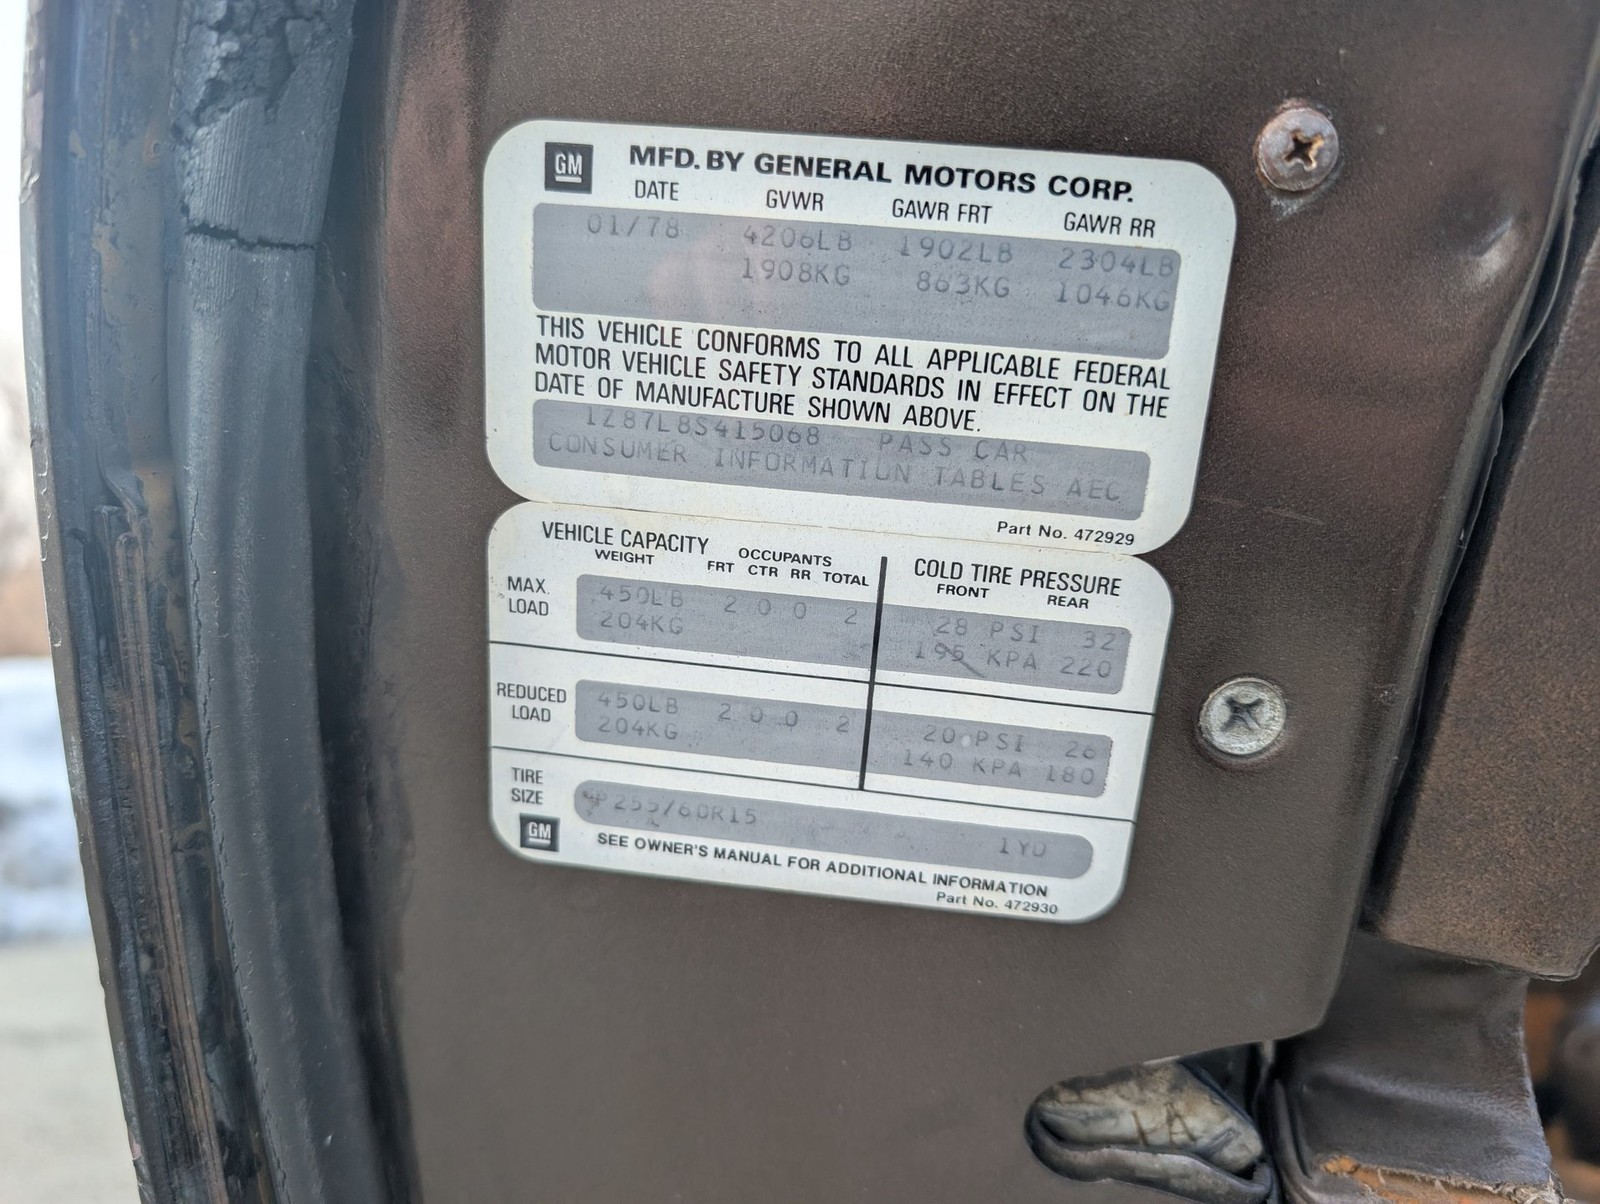 GM MFD. BY GENERAL MOTORS CORP.
DATE GVWR GAWR FRT GAWR RR
01/78 4206LB 1902LB 2304LB
1908KG 863KG 1046KG
THIS VEHICLE CONFORMS TO ALL APPLICABLE FEDERAL
MOTOR VEHICLE SAFETY STANDARDS IN EFFECT ON THE
DATE OF MANUFACTURE SHOWN ABOVE.
1Z87L8S415068 PASS CAR
CONSUMER INFORMATIUN TABLES AEC
Part No. 472929
VEHICLE CAPACITY COLD TIRE PRESSURE
WEIGHT OCCUPANTS FRONT REAR
FRT CTR RR TOTAL
MAX. LOAD 450LB 2 0 0 2 28 PSI 32
204KG 195 KPA 220
REDUCED LOAD 450LB 2 0 0 2 20 PSI 26
204KG 140 KPA 180
TIRE SIZE P255/60R15 1YD
GM SEE OWNER'S MANUAL FOR ADDITIONAL INFORMATION
Part No. 472930